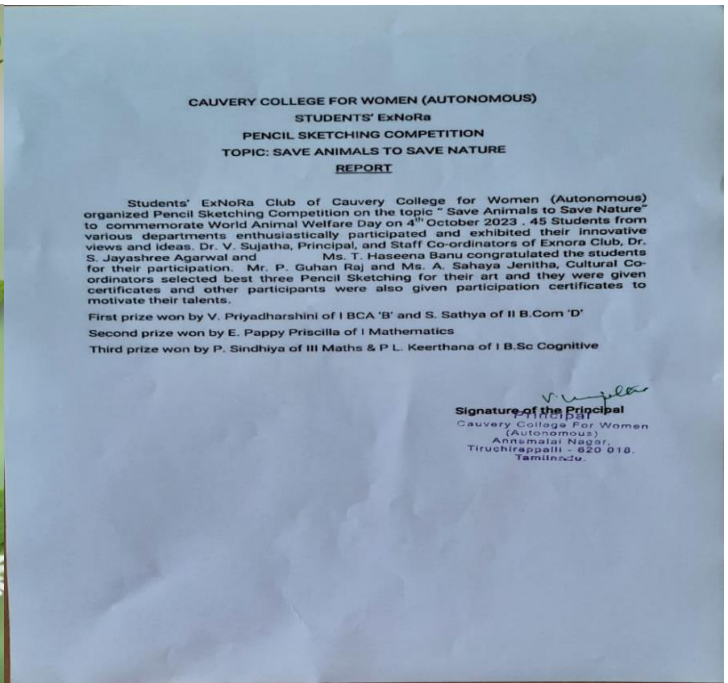 CAUVERY COLLEGE FOR WOMEN (AUTONOMOUS)
STUDENTS' ExNoRa
PENCIL SKETCHING COMPETITION
TOPIC: SAVE ANIMALS TO SAVE NATURE
REPORT
Students' ExNoRa Club of Cauvery College for Women (Autonomous)
organized Pencil Sketching Competition on the topic " Save Animals to Save Nature"
to commemorate World Animal Welfare Day on 4th October 2023 . 45 Students from
various departments enthusiastically participated and exhibited their innovative
views and ideas. Dr. V. Sujatha, Principal, and Staff Co-ordinators of Exnora Club, Dr.
S. Jayashree Agarwal and Ms. T. Haseena Banu congratulated the students
for their participation. Mr. P. Guhan Raj and Ms. A. Sahaya Jenitha, Cultural Co-
ordinators selected best three Pencil Sketching for their art and they were given
certificates and other participants were also given participation certificates to
motivate their talents.
First prize won by V. Priyadharshini of I BCA 'B' and S. Sathya of II B.Com 'D'
Second prize won by E. Pappy Priscilla of I Mathematics
Third prize won by P. Sindhiya of III Maths & P L. Keerthana of I B.Sc Cognitive
Signature of the Principal
Principal
Cauvery College For Women
(Autonomous)
Annamalai Nagar,
Tiruchirappalli - 620 018.
Tamilnadu.